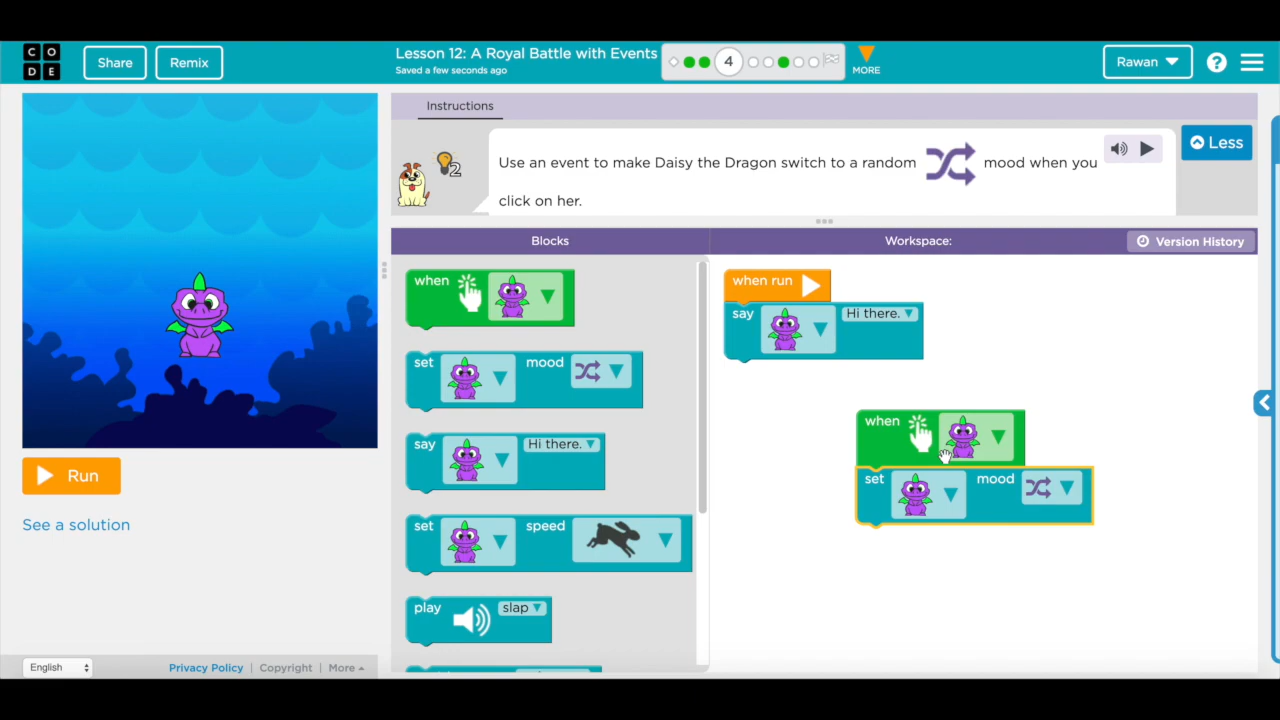 C O
D E
Share
Remix
Lesson 12: A Royal Battle with Events
Saved a few seconds ago
4
MORE
Rawan
?
Instructions
2
Use an event to make Daisy the Dragon switch to a random mood when you
click on her.
Less
Blocks
Workspace:
Version History
when
set mood
say Hi there.
set speed
play slap
when run
say Hi there.
when
set mood
Run
See a solution
English
Privacy Policy | Copyright | More